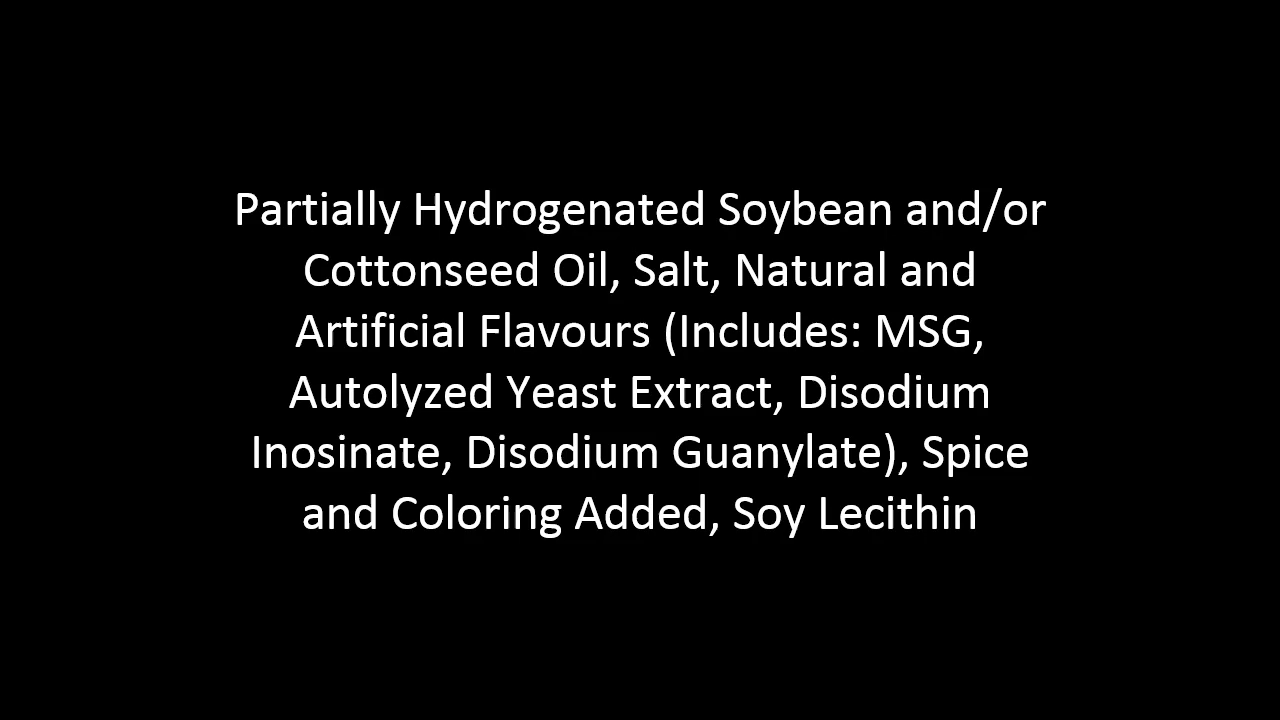 Partially Hydrogenated Soybean and/or
Cottonseed Oil, Salt, Natural and
Artificial Flavours (Includes: MSG,
Autolyzed Yeast Extract, Disodium
Inosinate, Disodium Guanylate), Spice
and Coloring Added, Soy Lecithin